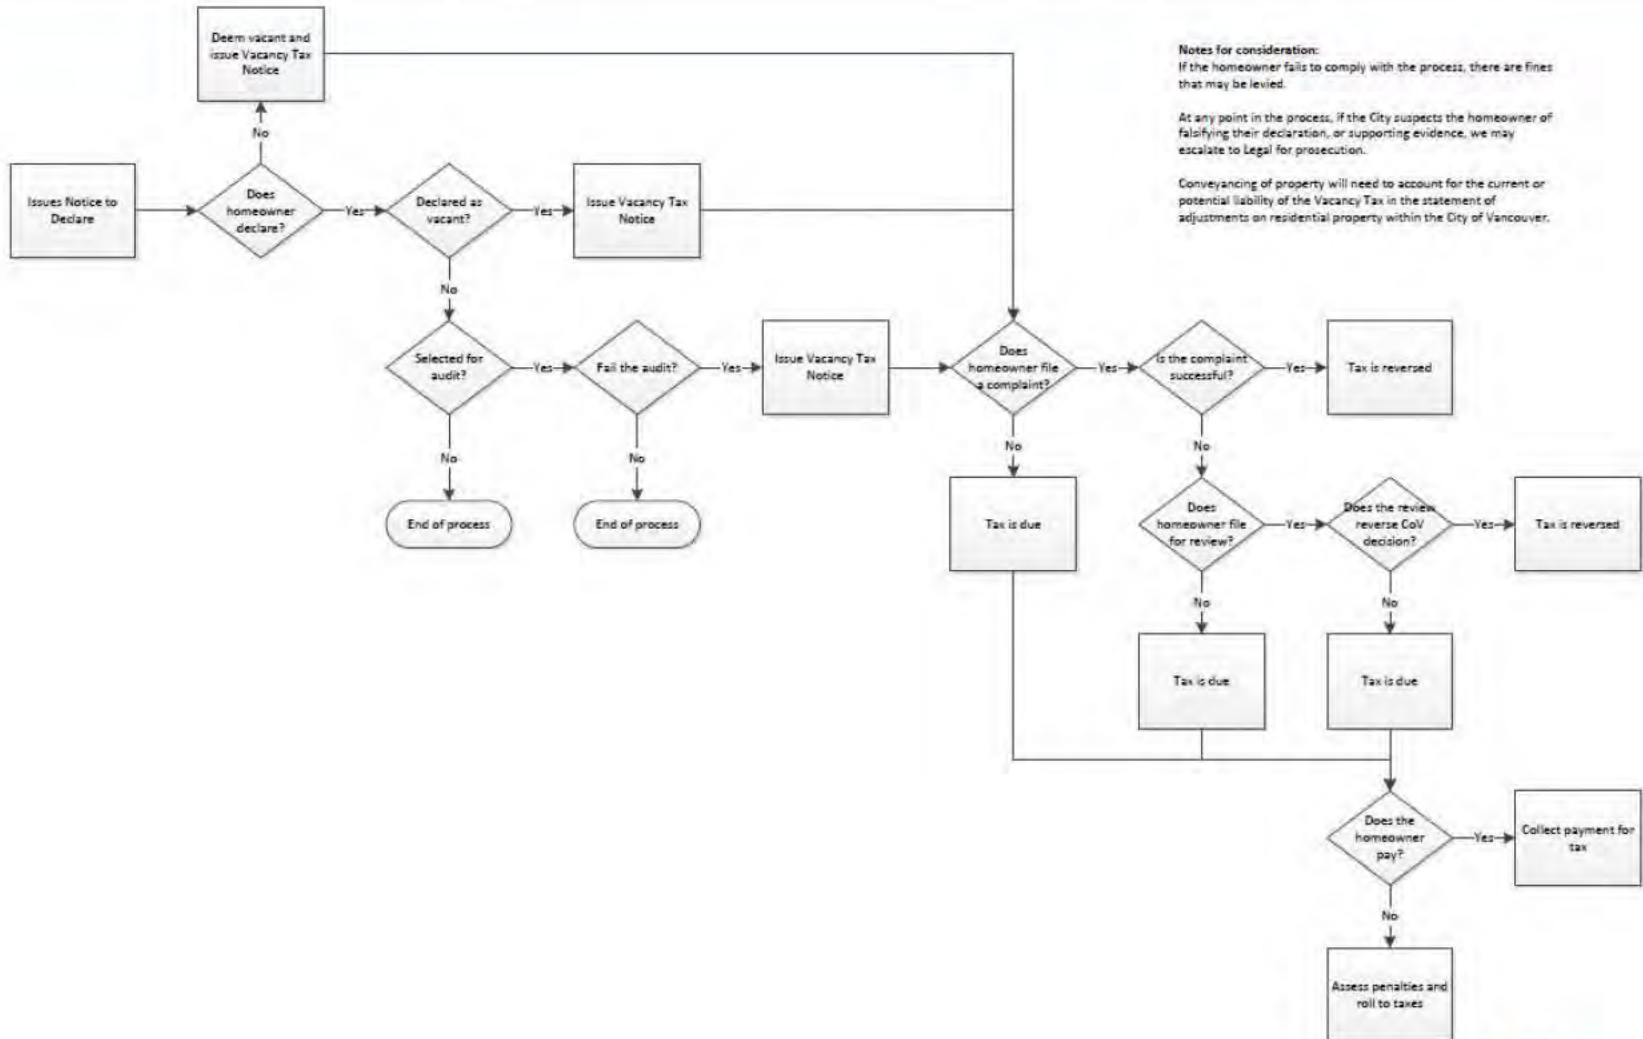 Deem vacant and
issue Vacancy Tax
Notice
Notes for consideration:
If the homeowner fails to comply with the process, there are fines
that may be levied.
At any point in the process, if the City suspects the homeowner of
falsifying their declaration, or supporting evidence, we may
escalate to Legal for prosecution.
Conveyancing of property will need to account for the current or
potential liability of the Vacancy Tax in the statement of
adjustments on residential property within the City of Vancouver.
No
Issues Notice to
Declare
Does
homeowner
declare?
Yes
Declared as
vacant?
Yes
Issue Vacancy Tax
Notice
No
Selected for
audit?
Yes
Fail the audit?
Yes
Issue Vacancy Tax
Notice
Does
homeowner file
a complaint?
Yes
Is the complaint
successful?
Yes
Tax is reversed
No
No
No
No
End of process
End of process
Tax is due
Does
homeowner file
for review?
Yes
Does the review
reverse CoV
decision?
Yes
Tax is reversed
No
No
Tax is due
Tax is due
Does the
homeowner
pay?
Yes
Collect payment for
tax
No
Assess penalties and
roll to taxes